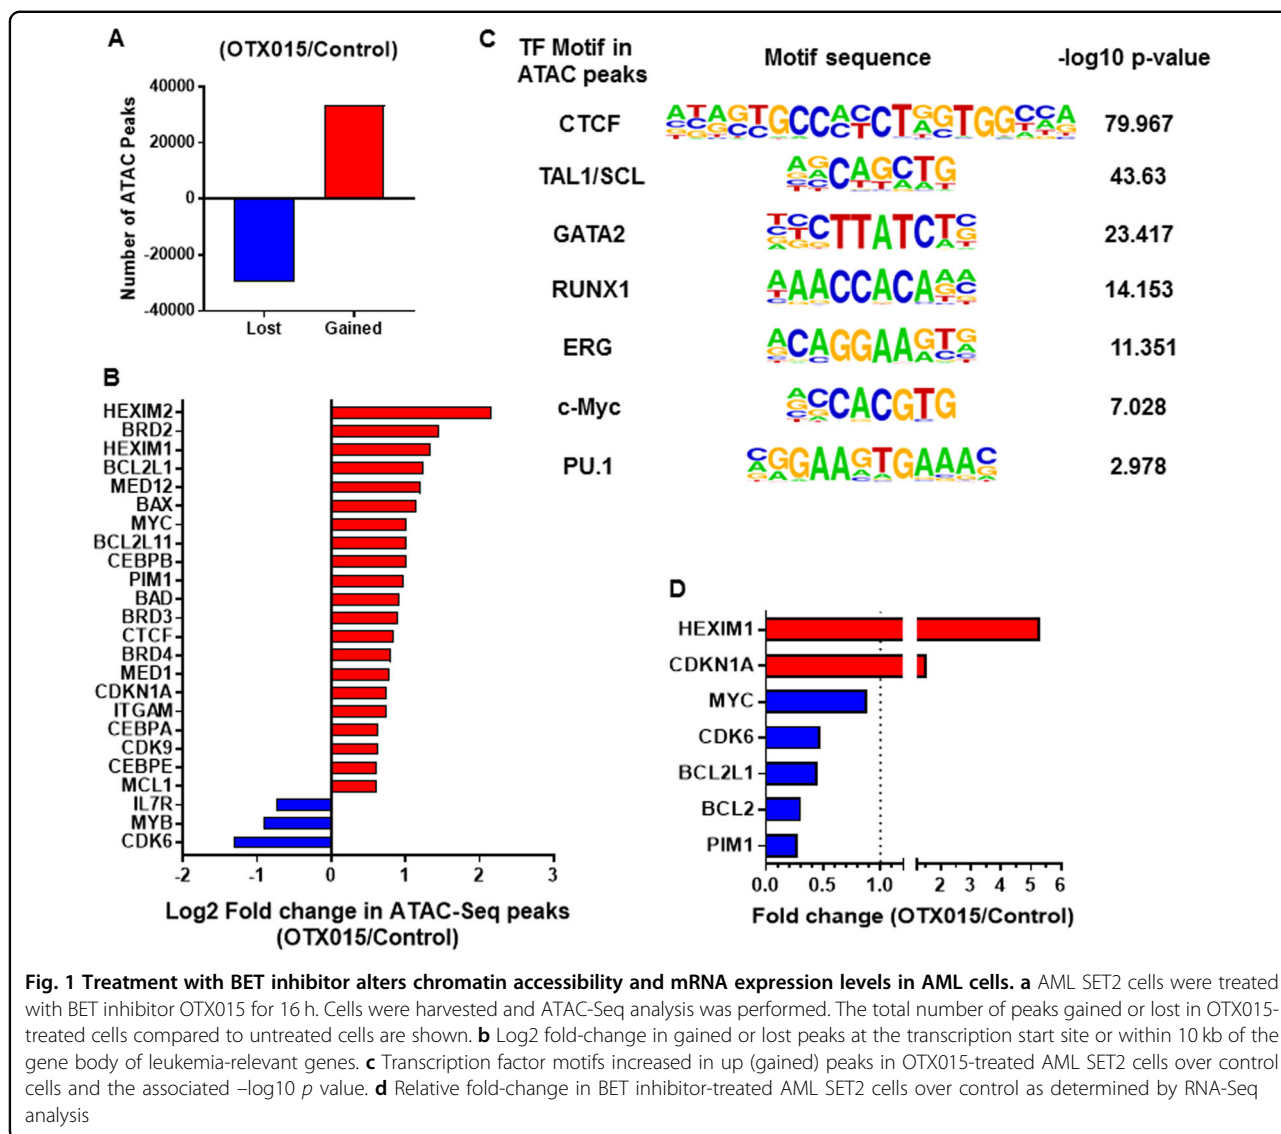 A
(OTX015/Control)
Number of ATAC Peaks
40000
20000
0
-20000
-40000
Lost
Gained
B
HEXIM2
BRD2
HEXIM1
BCL2L1
MED12
BAX
MYC
BCL2L11
CEBPB
PIM1
BAD
BRD3
CTCF
BRD4
MED1
CDKN1A
ITGAM
CEBPA
CDK9
CEBPE
MCL1
IL7R
MYB
CDK6
-2 -1 0 1 2 3
Log2 Fold change in ATAC-Seq peaks
(OTX015/Control)
C
TF Motif in
ATAC peaks
Motif sequence
-log10 p-value
CTCF 79.967
TAL1/SCL 43.63
GATA2 23.417
RUNX1 14.153
ERG 11.351
c-Myc 7.028
PU.1 2.978
D
HEXIM1
CDKN1A
MYC
CDK6
BCL2L1
BCL2
PIM1
0.0 0.5 1.0 2 3 4 5 6
Fold change (OTX015/Control)
Fig. 1 Treatment with BET inhibitor alters chromatin accessibility and mRNA expression levels in AML cells. a AML SET2 cells were treated
with BET inhibitor OTX015 for 16 h. Cells were harvested and ATAC-Seq analysis was performed. The total number of peaks gained or lost in OTX015-
treated cells compared to untreated cells are shown. b Log2 fold-change in gained or lost peaks at the transcription start site or within 10 kb of the
gene body of leukemia-relevant genes. c Transcription factor motifs increased in up (gained) peaks in OTX015-treated AML SET2 cells over control
cells and the associated –log10 p value. d Relative fold-change in BET inhibitor-treated AML SET2 cells over control as determined by RNA-Seq
analysis